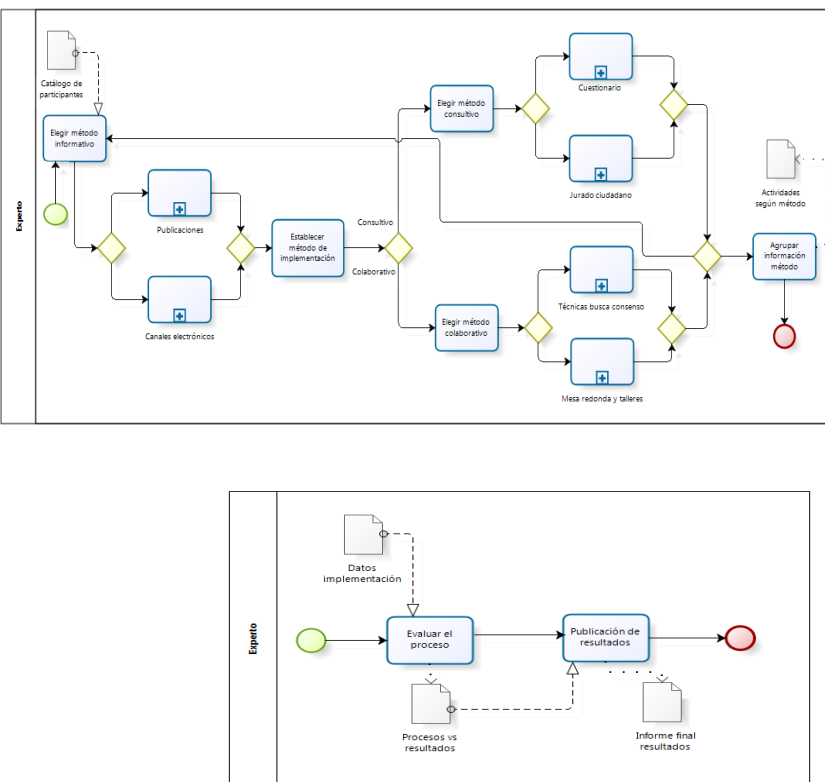 Experto
Catálogo de
participantes
Elegir método
informativo
Publicaciones
Canales electrónicos
Establecer
método de
implementación
Consultivo
Colaborativo
Elegir método
consultivo
Cuestionario
Jurado ciudadano
Elegir método
colaborativo
Técnicas busca consenso
Mesa redonda y talleres
Actividades
según método
Agrupar
información
método
Experto
Datos
implementación
Evaluar el
proceso
Publicación de
resultados
Procesos vs
resultados
Informe final
resultados